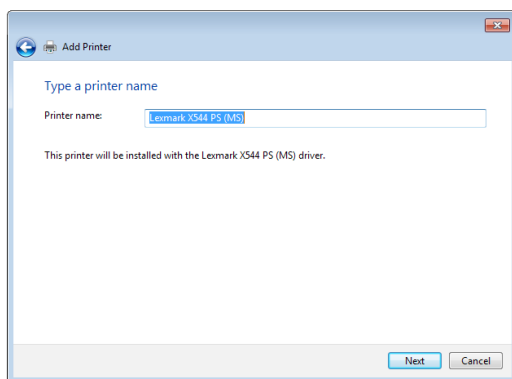 Add Printer
Type a printer name
Printer name: Lexmark X544 PS (MS)
This printer will be installed with the Lexmark X544 PS (MS) driver.
Next Cancel